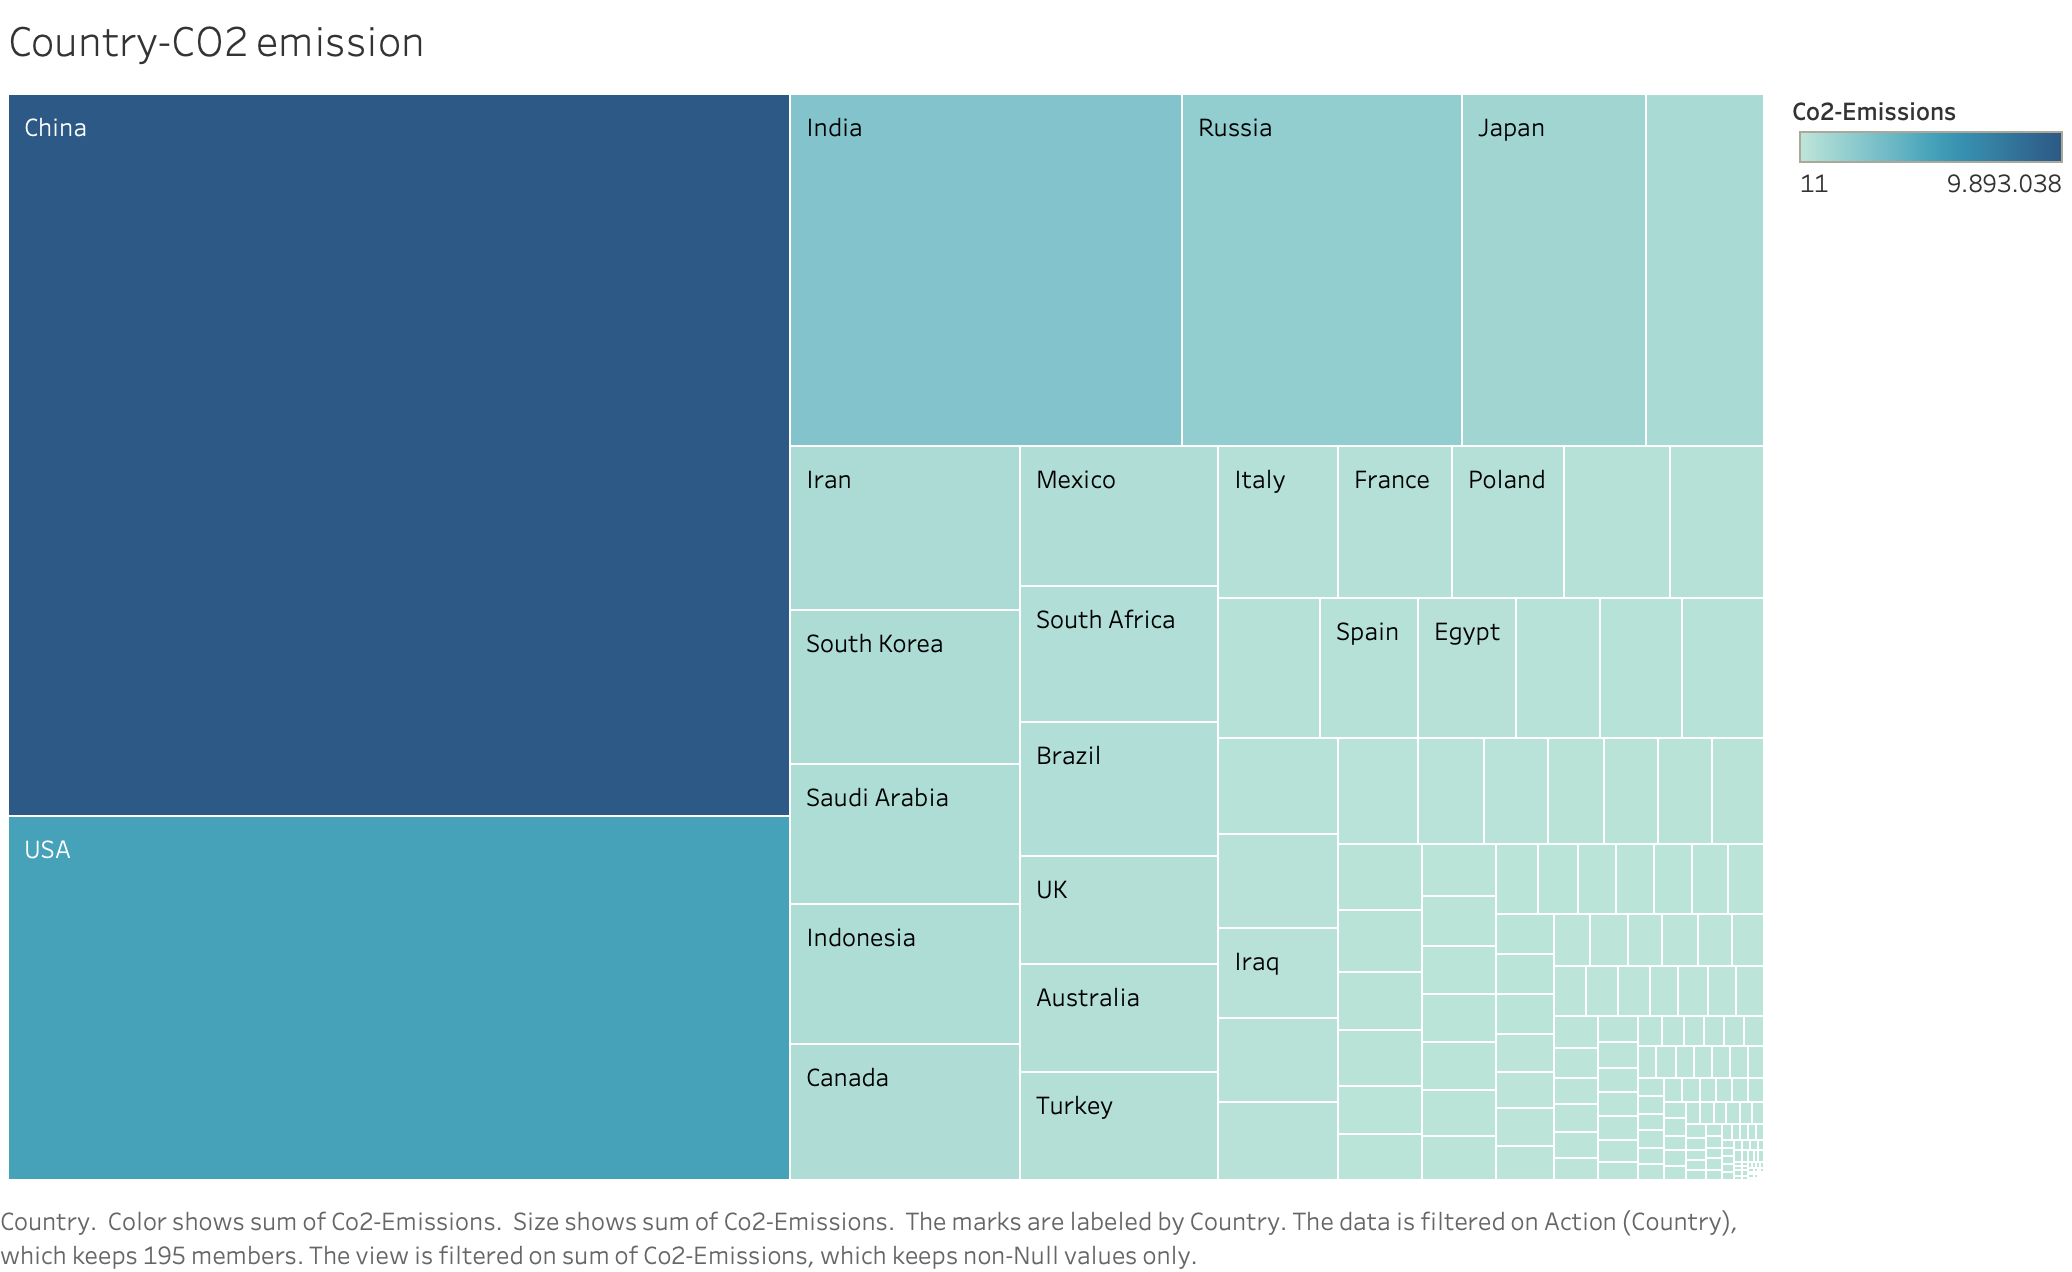 Country-CO2 emission
China
India
Russia
Japan
Co2-Emissions
11
9.893.038
Iran
Mexico
Italy
France
Poland
South Africa
Spain
Egypt
South Korea
Brazil
Saudi Arabia
USA
UK
Indonesia
Iraq
Australia
Canada
Turkey
Country.  Color shows sum of Co2-Emissions.  Size shows sum of Co2-Emissions.  The marks are labeled by Country. The data is filtered on Action (Country),
which keeps 195 members. The view is filtered on sum of Co2-Emissions, which keeps non-Null values only.